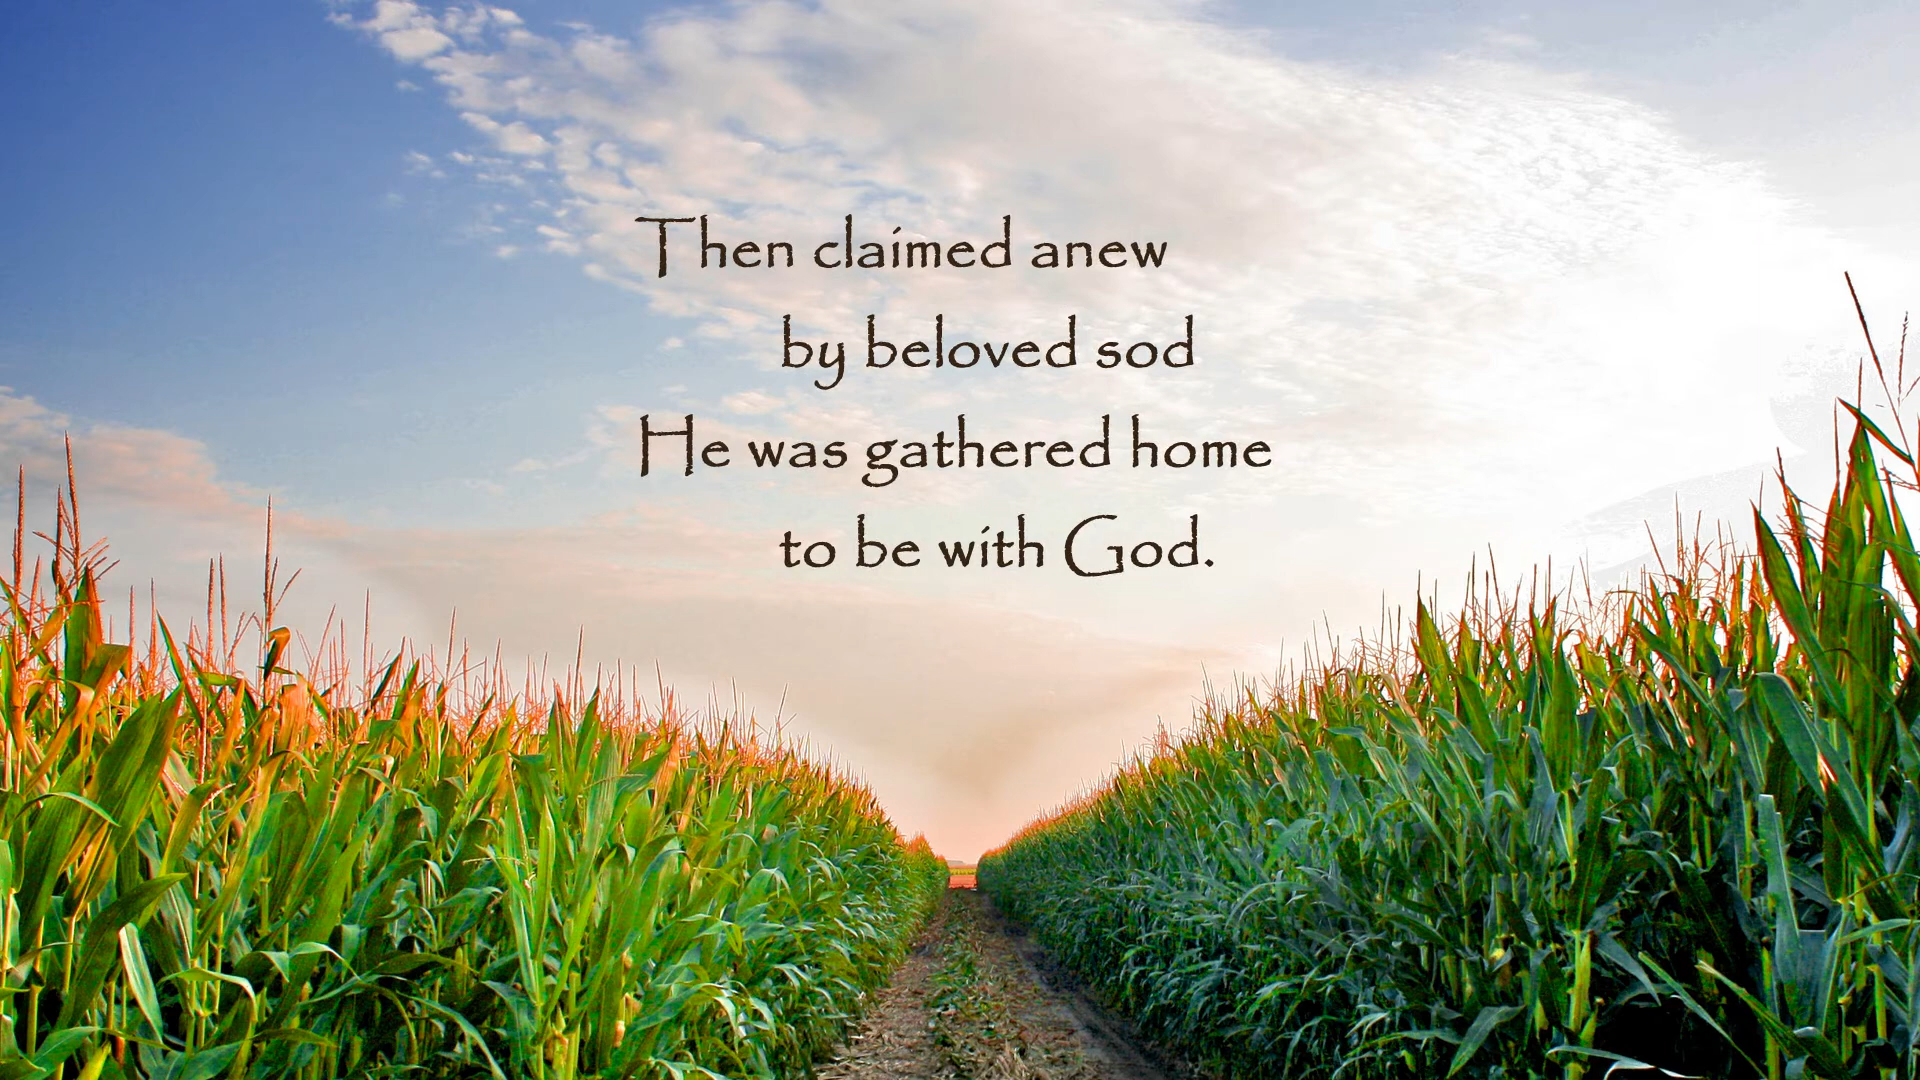 Then claimed anew
by beloved sod
He was gathered home
to be with God.